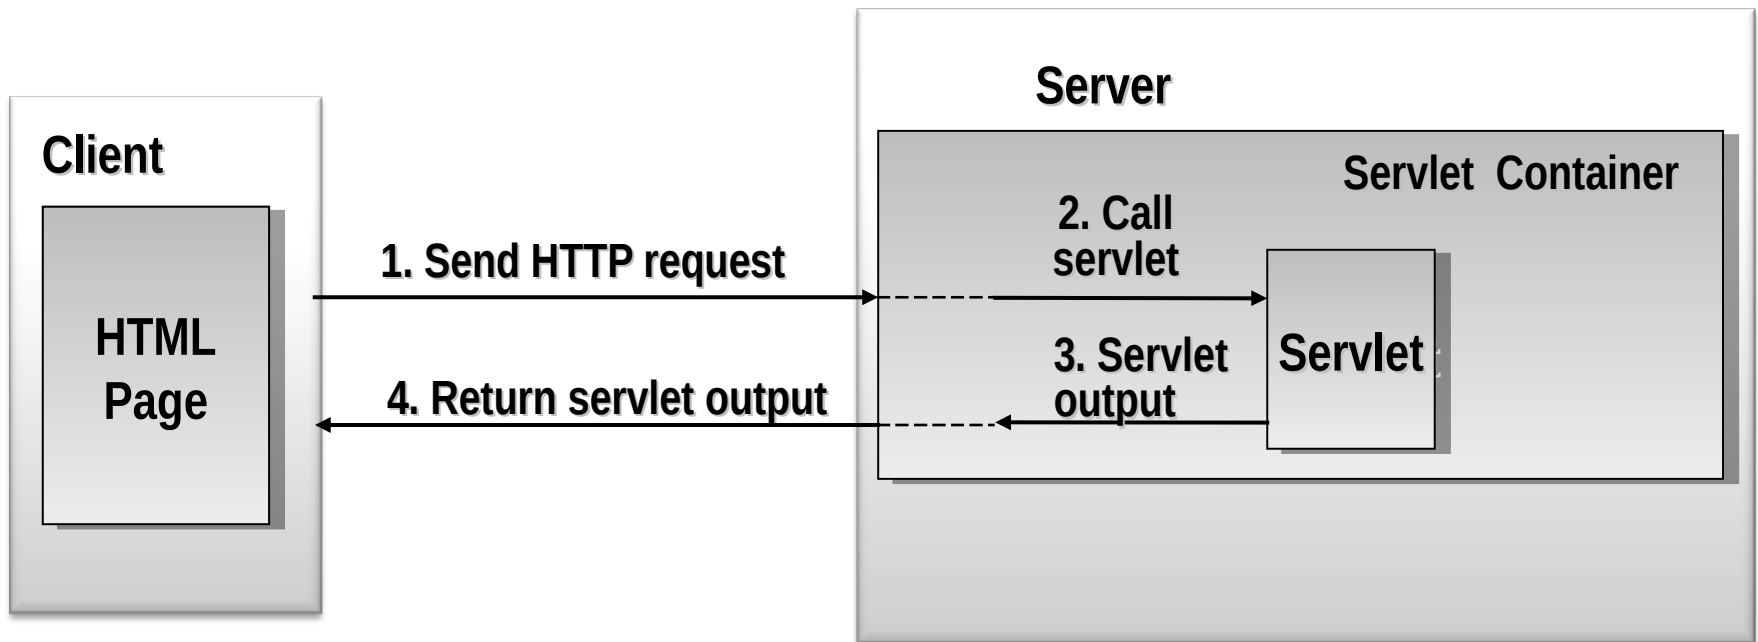 Client
HTML
Page
1. Send HTTP request
4. Return servlet output
Server
Servlet Container
2. Call
servlet
3. Servlet
output
Servlet